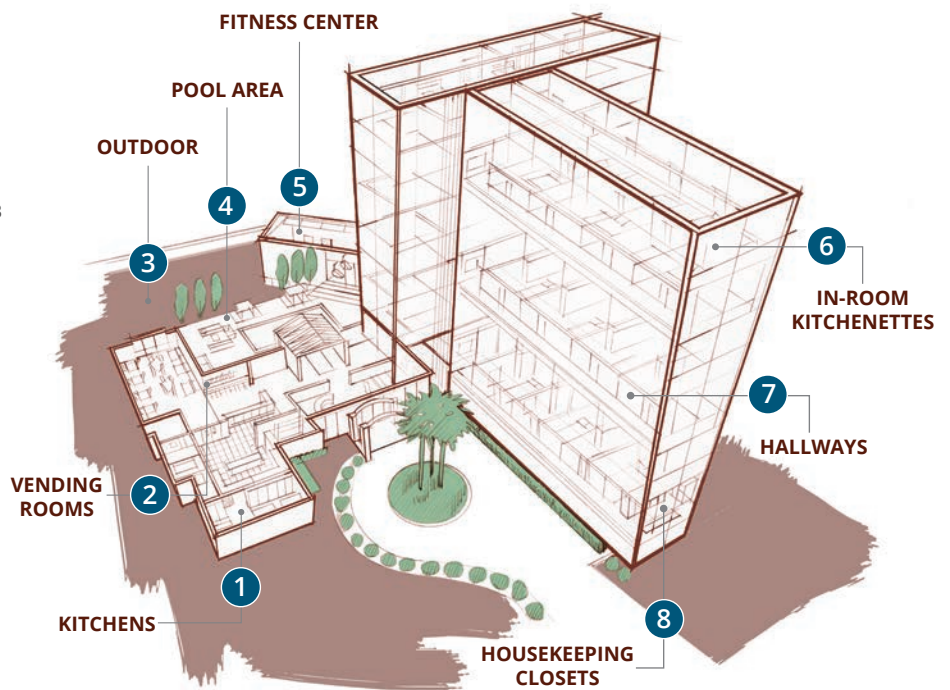 FITNESS CENTER
POOL AREA
OUTDOOR
5
4
3
6
IN-ROOM
KITCHENETTES
7
HALLWAYS
VENDING
ROOMS
2
1
KITCHENS
8
HOUSEKEEPING
CLOSETS